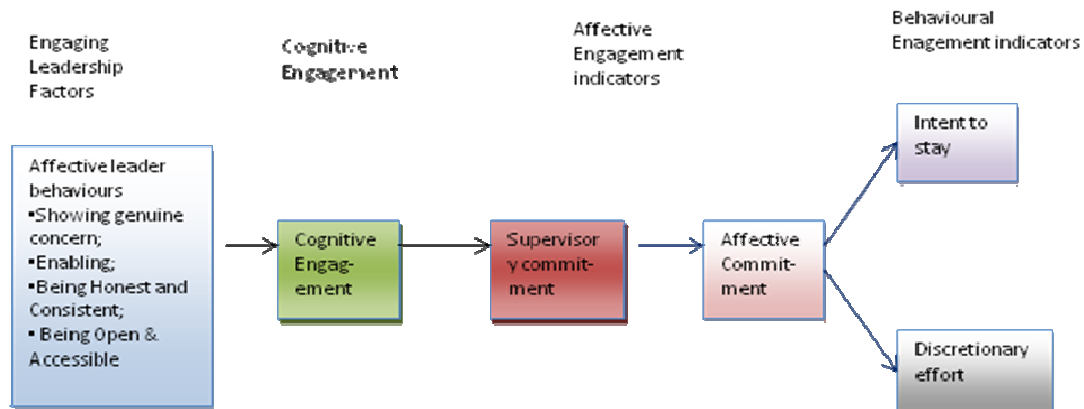 Engaging
Leadership
Factors
Cognitive
Engagement
Affective
Engagement
indicators
Behavioural
Enagement indicators
Affective leader
behaviours
▪Showing genuine
concern;
▪Enabling;
▪Being Honest and
Consistent;
▪ Being Open &
Accessible
Cognitive
Engag-
ement
Supervisor
y commit-
ment
Affective
Commit-
ment
Intent to
stay
Discretionary
effort